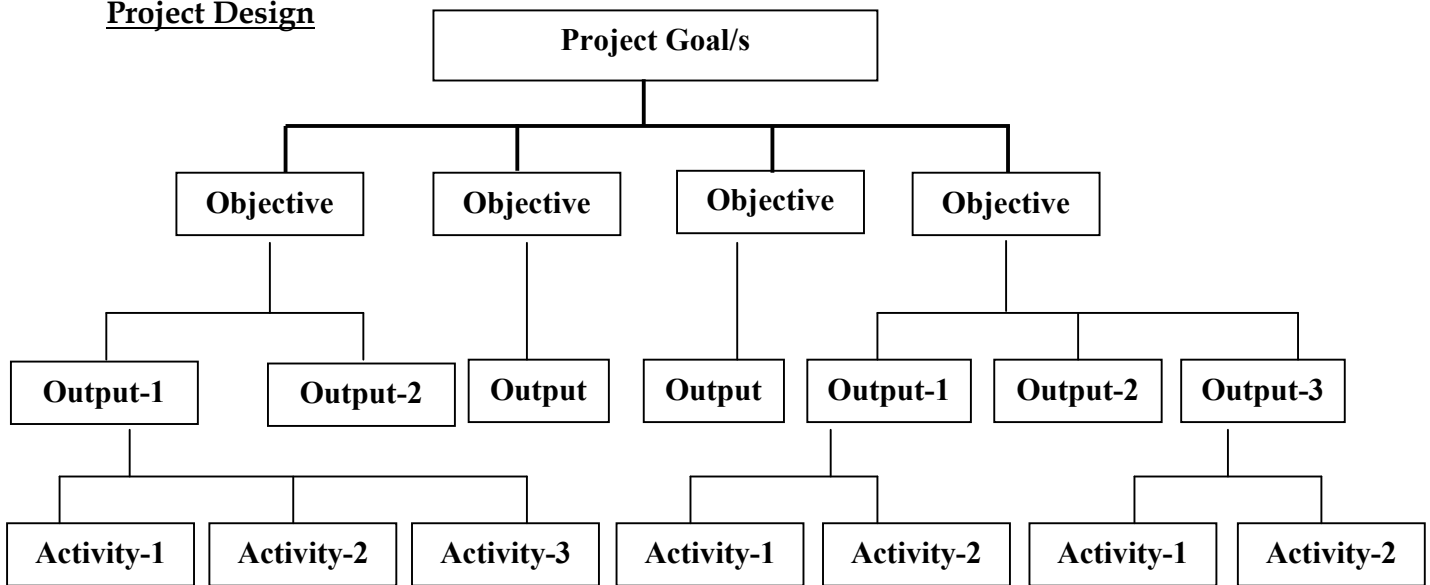 Project Design
Project Goal/s
Objective
Objective
Objective
Objective
Output-1
Output-2
Output
Output
Output-1
Output-2
Output-3
Activity-1
Activity-2
Activity-3
Activity-1
Activity-2
Activity-1
Activity-2